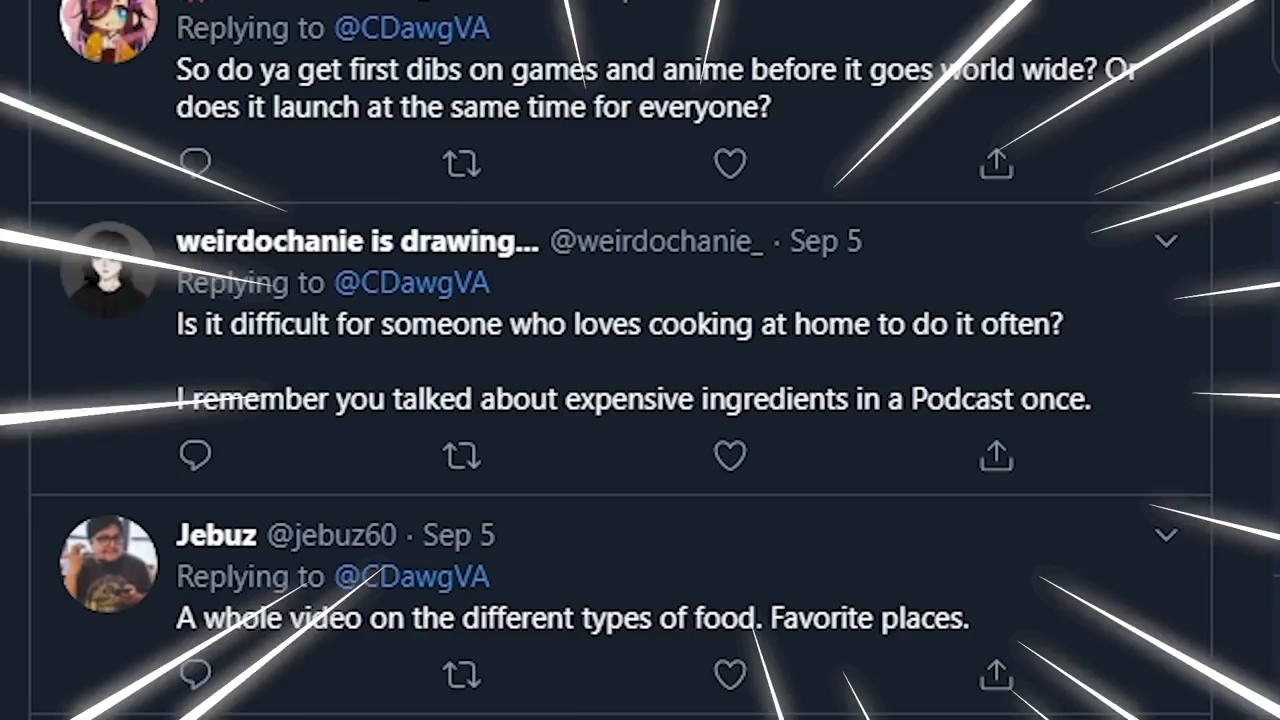 Replying to @CDawgVA
So do ya get first dibs on games and anime before it goes world wide? Or
does it launch at the same time for everyone?
weirdochanie is drawing... @weirdochanie_ · Sep 5
Replying to @CDawgVA
Is it difficult for someone who loves cooking at home to do it often?
I remember you talked about expensive ingredients in a Podcast once.
Jebuz @jebuz60 · Sep 5
Replying to @CDawgVA
A whole video on the different types of food. Favorite places.